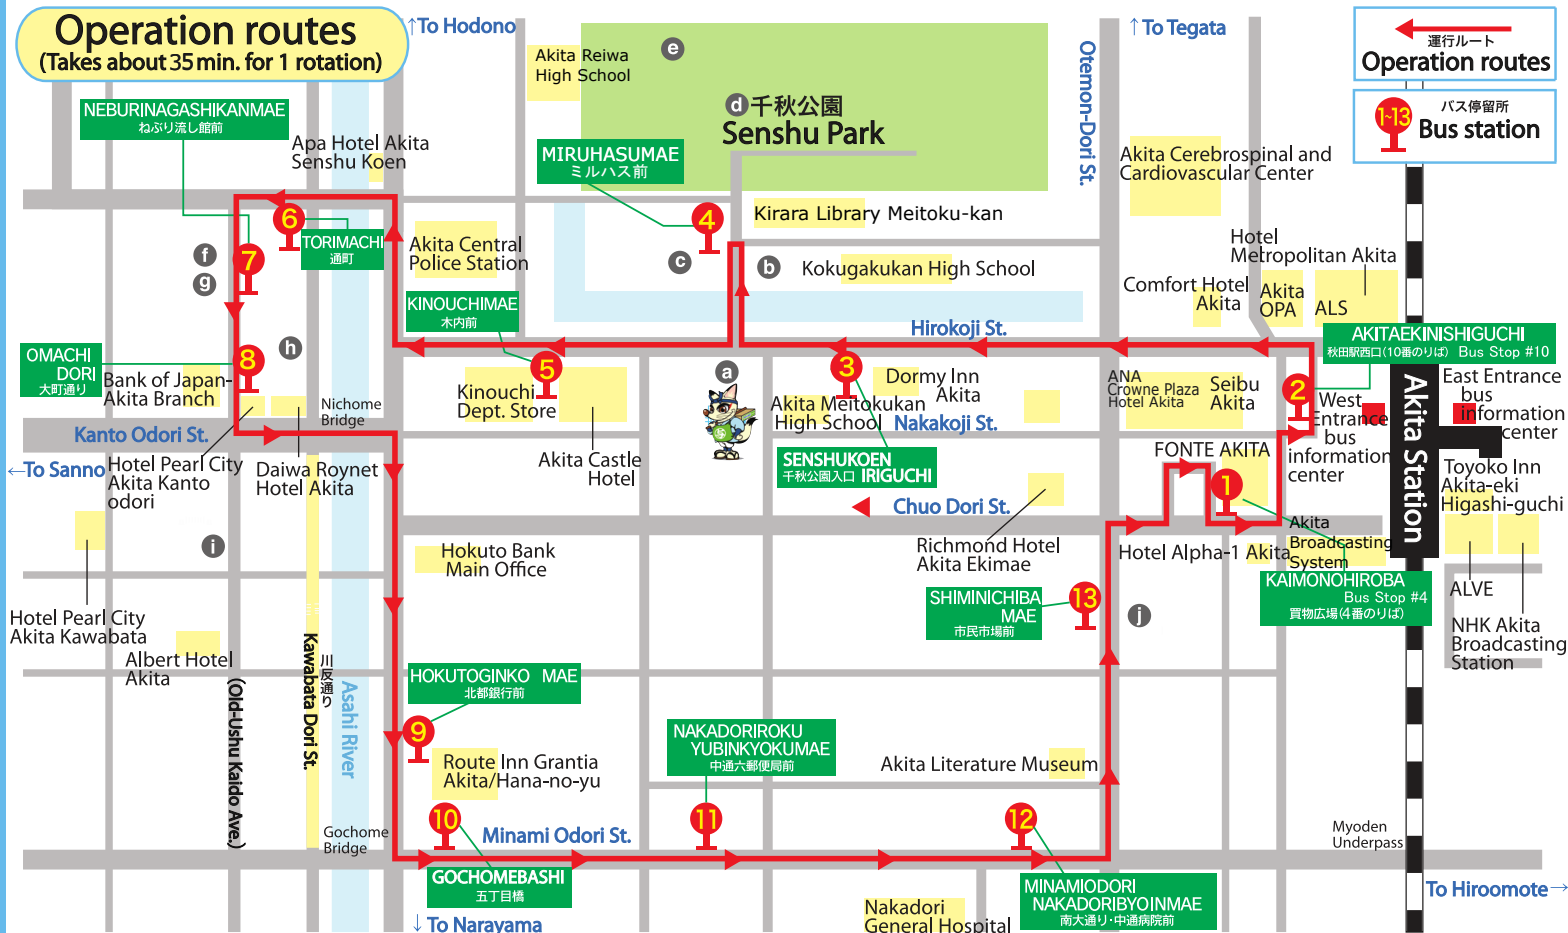 Operation routes
(Takes about 35 min. for 1 rotation)
↑To Hodono
↑To Tegata
運行ルート
Operation routes
バス停留所
1~13
Bus station
NEBURINAGASHIKANMAE
ねぶり流し館前
Apa Hotel Akita
Senshu Koen
Akita Reiwa
High School
e
d
千秋公園
Senshu Park
Otemon-Dori St.
MIRUHASUMAE
ミルハス前
Akita Cerebrospinal and
Cardiovascular Center
4
Kirara Library Meitoku-kan
6
TORIMACHI
通町
Akita Central
Police Station
f
7
g
c
b
Kokugakukan High School
Hotel
Metropolitan Akita
Comfort Hotel
Akita
Akita
OPA
ALS
KINOUCHIMAE
木内前
Hirokoji St.
AKITAEKINISHIGUCHI
秋田駅西口(10番のりば) Bus Stop #10
OMACHI
DORI
大町通り
8
h
5
a
3
2
Bank of Japan-
Akita Branch
Nichome
Bridge
Kinouchi
Dept. Store
Dormy Inn
Akita
ANA
Crowne Plaza
Hotel Akita
Seibu
Akita
Akita Meitokukan
High School
Nakakoji St.
West
Entrance
bus
information
center
Akita Station
East Entrance
bus
information
center
Kanto Odori St.
←To Sanno
Hotel Pearl City
Akita Kanto
odori
Daiwa Roynet
Hotel Akita
Akita Castle
Hotel
SENSHUKOEN
千秋公園入口 IRIGUCHI
FONTE AKITA
1
Toyoko Inn
Akita-eki
Higashi-guchi
Chuo Dori St.
i
Hokuto Bank
Main Office
Richmond Hotel
Akita Ekimae
Hotel Alpha-1 Akita
Akita
Broadcasting
System
KAIMONOHIROBA
Bus Stop #4
買物広場(4番のりば)
ALVE
Hotel Pearl City
Akita Kawabata
Albert Hotel
Akita
SHIMINICHIBA
MAE
市民市場前
13
j
NHK Akita
Broadcasting
Station
(Old-Ushu Kaido Ave.)
Kawabata Dori St.
川反通り
Asahi River
HOKUTOGINKO MAE
北都銀行前
9
Route Inn Grantia
Akita/Hana-no-yu
NAKADORIROKU
YUBINKYOKUMAE
中通六郵便局前
Akita Literature Museum
10
11
12
Gochome
Bridge
Minami Odori St.
Myoden
Underpass
GOCHOMEBASHI
五丁目橋
MINAMIODORI
NAKADORIBYOINMAE
南大通り・中通病院前
To Hiroomote→
Nakadori
General Hospital
↓To Narayama